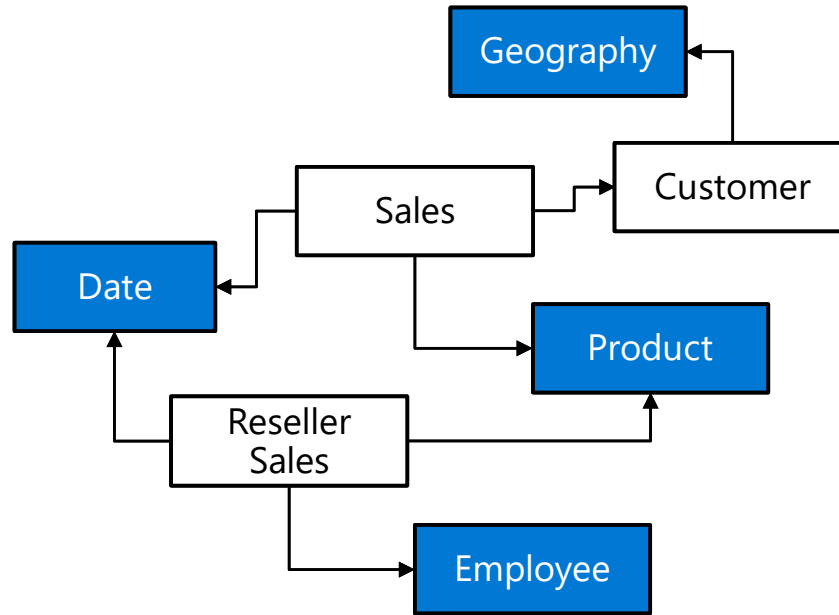 Geography
Customer
Sales
Date
Product
Reseller
Sales
Employee